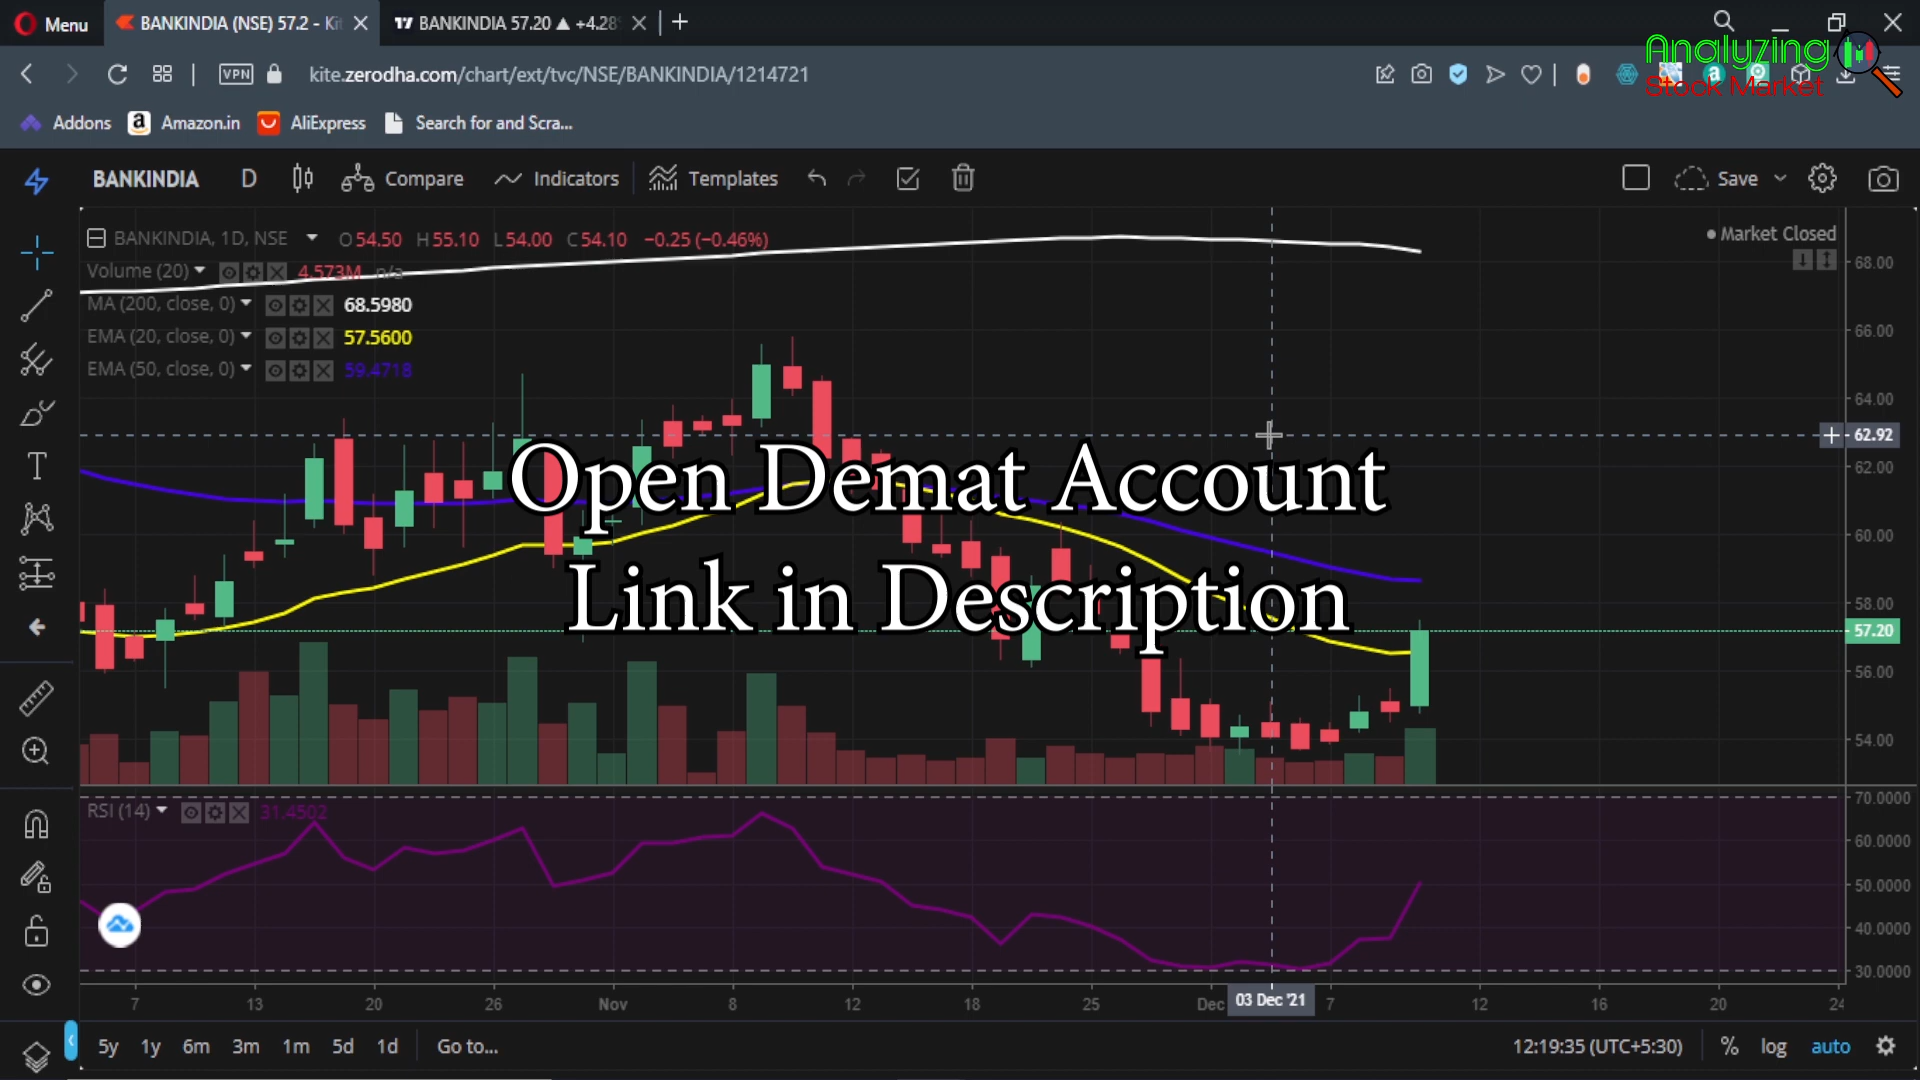 Menu
BANKINDIA (NSE) 57.2 - Kit
BANKINDIA 57.20 ▲ +4.28
VPN
kite.zerodha.com/chart/ext/tvc/NSE/BANKINDIA/1214721
Analyzing
Stock Market
Addons
Amazon.in
AliExpress
Search for and Scra...
BANKINDIA D Compare Indicators Templates Save
BANKINDIA, 1D, NSE O54.50 H55.10 L54.00 C54.10 −0.25 (−0.46%)
Market Closed
Volume (20) 4.573M n/a
MA (200, close, 0) 68.5980
EMA (20, close, 0) 57.5600
EMA (50, close, 0) 59.4718
68.00
66.00
64.00
62.92
62.00
60.00
58.00
57.20
56.00
54.00
Open Demat Account
Link in Description
RSI (14) 31.4502
70.0000
60.0000
50.0000
40.0000
30.0000
7 13 20 26 Nov 8 12 18 25 Dec 03 Dec '21 7 12 16 20 24
5y 1y 6m 3m 1m 5d 1d Go to... 12:19:35 (UTC+5:30) % log auto